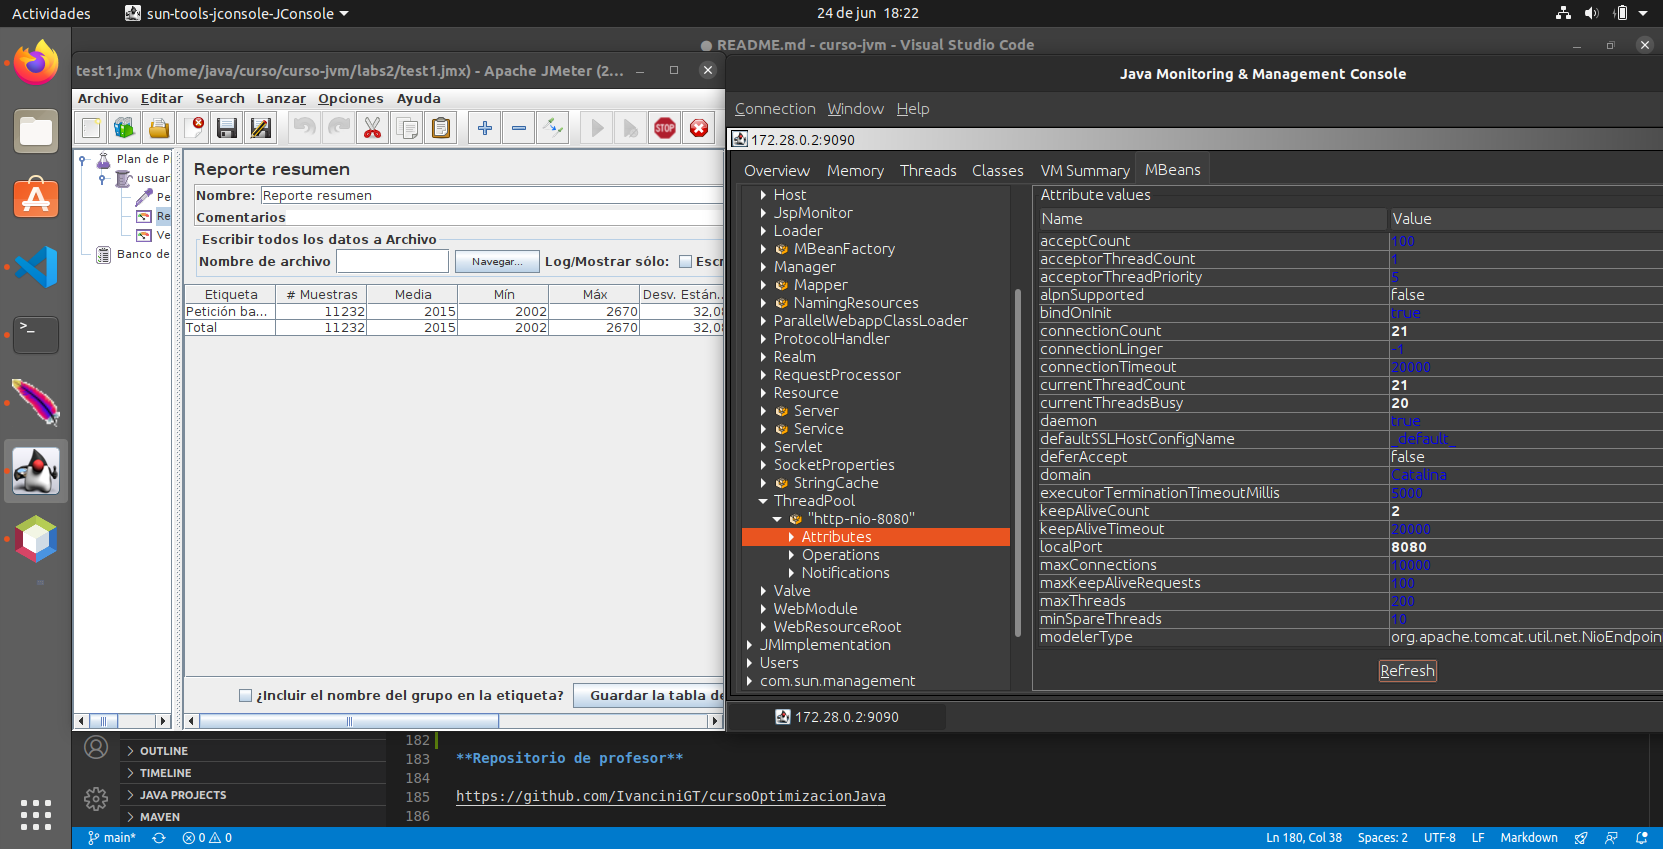 Actividades
sun-tools-jconsole-JConsole
24 de jun 18:22
README.md - curso-jvm - Visual Studio Code
test1.jmx (/home/java/curso/curso-jvm/labs2/test1.jmx) - Apache JMeter (2...
Archivo Editar Search Lanzar Opciones Ayuda
STOP
Plan de P
usuar
Pe
Re
Ve
Banco de
Reporte resumen
Nombre: Reporte resumen
Comentarios
Escribir todos los datos a Archivo
Nombre de archivo Navegar... Log/Mostrar sólo: Escr
Etiqueta # Muestras Media Mín Máx Desv. Están...
Petición ba... 11232 2015 2002 2670 32,08
Total 11232 2015 2002 2670 32,08
¿Incluir el nombre del grupo en la etiqueta? Guardar la tabla de
Java Monitoring & Management Console
Connection Window Help
172.28.0.2:9090
Overview Memory Threads Classes VM Summary MBeans
Host
JspMonitor
Loader
MBeanFactory
Manager
Mapper
NamingResources
ParallelWebappClassLoader
ProtocolHandler
Realm
RequestProcessor
Resource
Server
Service
Servlet
SocketProperties
StringCache
ThreadPool
"http-nio-8080"
Attributes
Operations
Notifications
Valve
WebModule
WebResourceRoot
JMImplementation
Users
com.sun.management
Attribute values
Name Value
acceptCount 100
acceptorThreadCount 1
acceptorThreadPriority 5
alpnSupported false
bindOnInit true
connectionCount 21
connectionLinger -1
connectionTimeout 20000
currentThreadCount 21
currentThreadsBusy 20
daemon true
defaultSSLHostConfigName _default_
deferAccept false
domain Catalina
executorTerminationTimeoutMillis 5000
keepAliveCount 2
keepAliveTimeout 20000
localPort 8080
maxConnections 10000
maxKeepAliveRequests 100
maxThreads 200
minSpareThreads 10
modelerType org.apache.tomcat.util.net.NioEndpoin
Refresh
172.28.0.2:9090
OUTLINE
TIMELINE
JAVA PROJECTS
MAVEN
182
183 **Repositorio de profesor**
184
185 https://github.com/IvanciniGT/cursoOptimizacionJava
186
main* 0 0 Ln 180, Col 38 Spaces: 2 UTF-8 LF Markdown